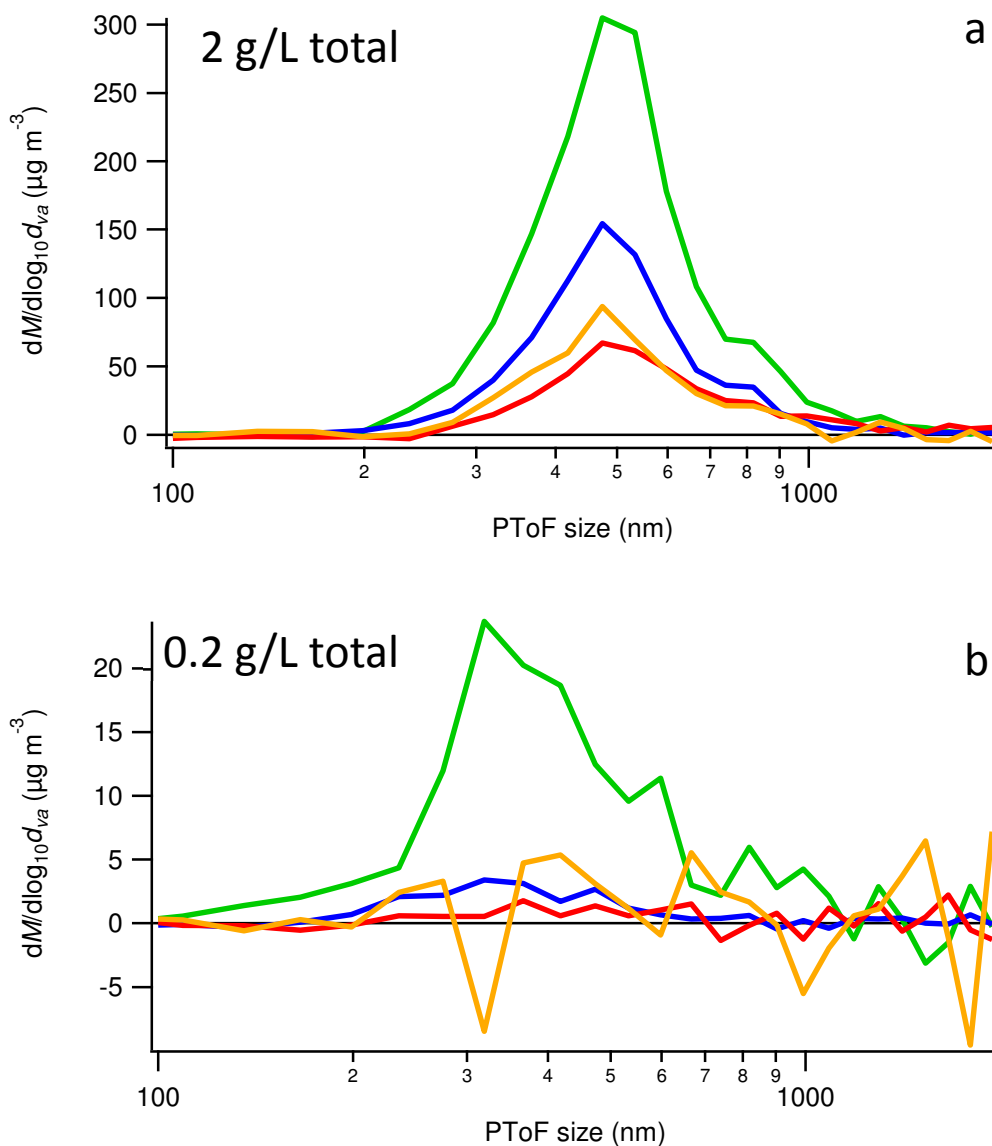 2 g/L total
a
300
250
200
150
100
50
0
dM/dlog₁₀dᵥₐ (µg m⁻³)
2 3 4 5 6 7 8 9
100 1000
PToF size (nm)
0.2 g/L total
b
20
15
10
5
0
-5
dM/dlog₁₀dᵥₐ (µg m⁻³)
2 3 4 5 6 7 8 9
100 1000
PToF size (nm)